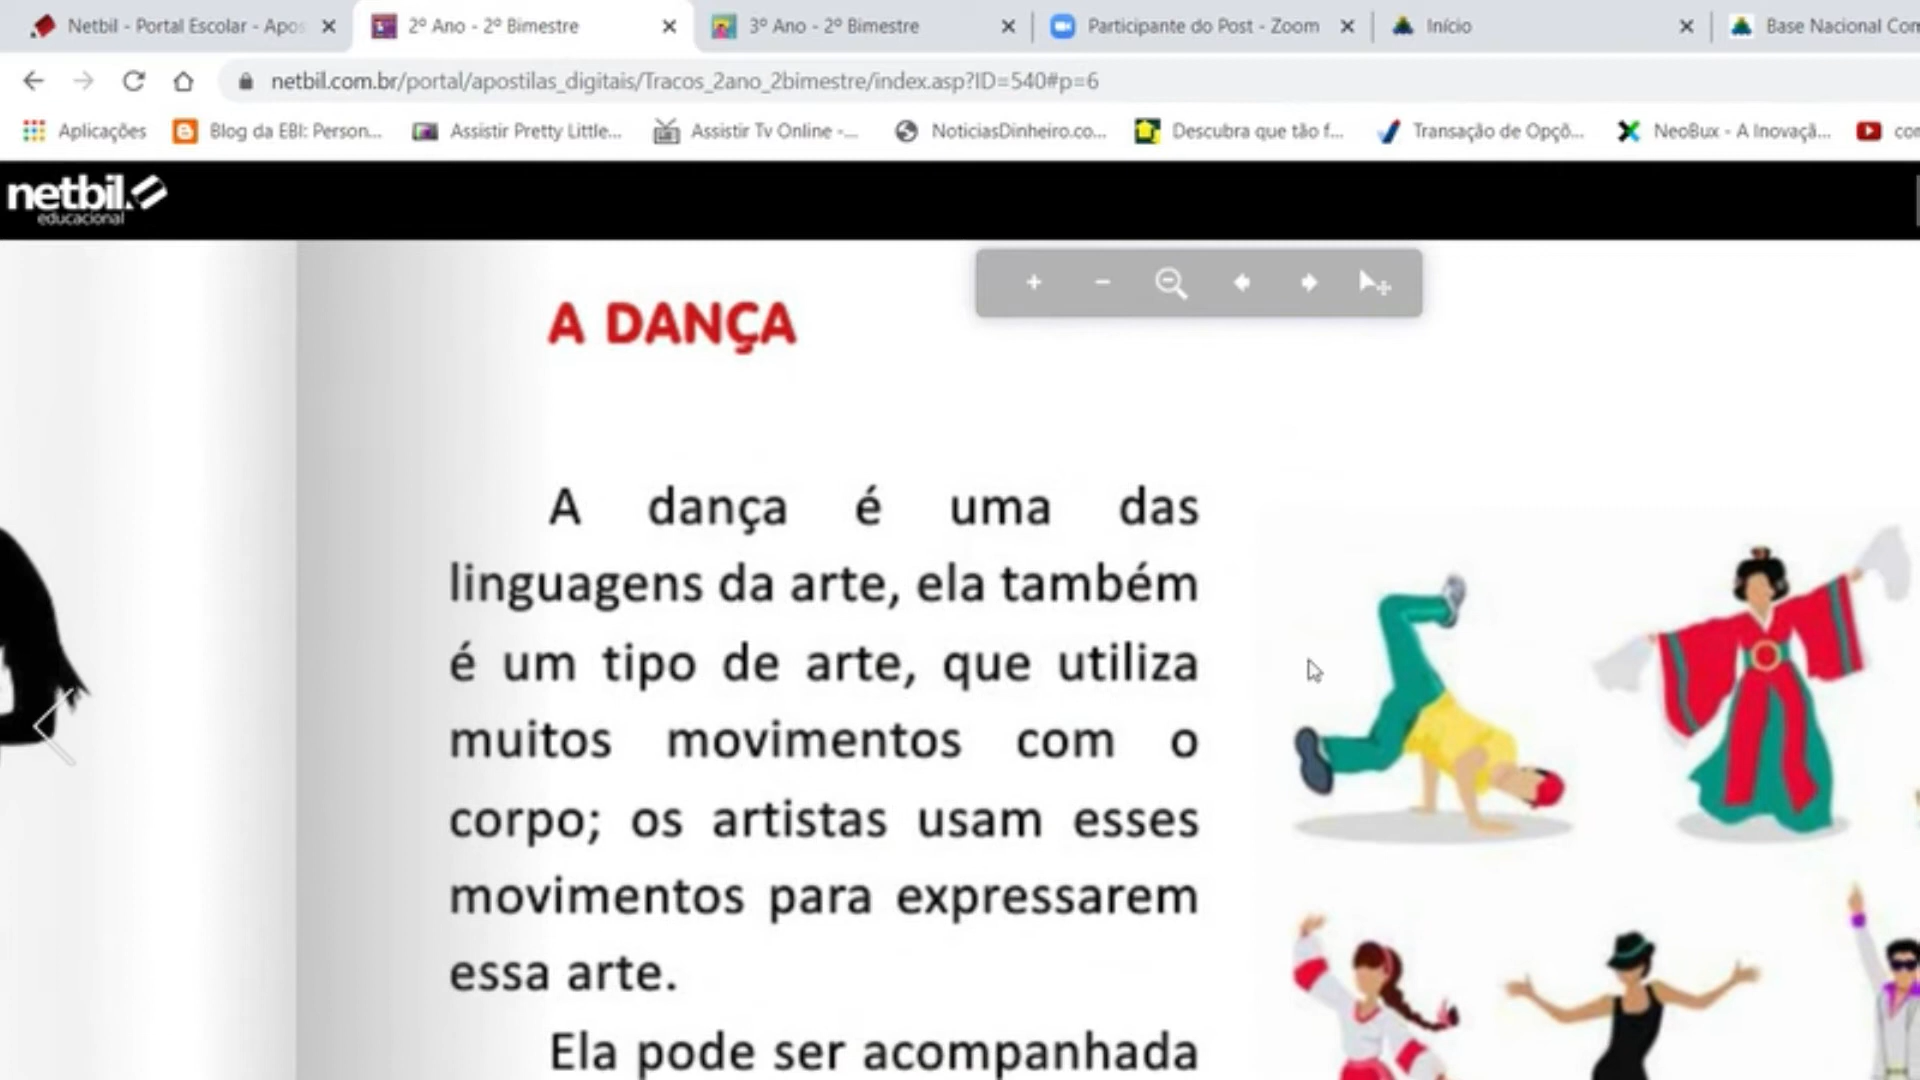 Netbil - Portal Escolar - Apos
2º Ano - 2º Bimestre
3º Ano - 2º Bimestre
Participante do Post - Zoom
Início
Base Nacional Com
netbil.com.br/portal/apostilas_digitais/Tracos_2ano_2bimestre/index.asp?ID=540#p=6
Aplicações
Blog da EBI: Person...
Assistir Pretty Little...
Assistir Tv Online -...
NoticiasDinheiro.co...
Descubra que tão f...
Transação de Opçõ...
NeoBux - A Inovaçã...
con
netbil
educacional
A DANÇA
A dança é uma das
linguagens da arte, ela também
é um tipo de arte, que utiliza
muitos movimentos com o
corpo; os artistas usam esses
movimentos para expressarem
essa arte.
Ela pode ser acompanhada